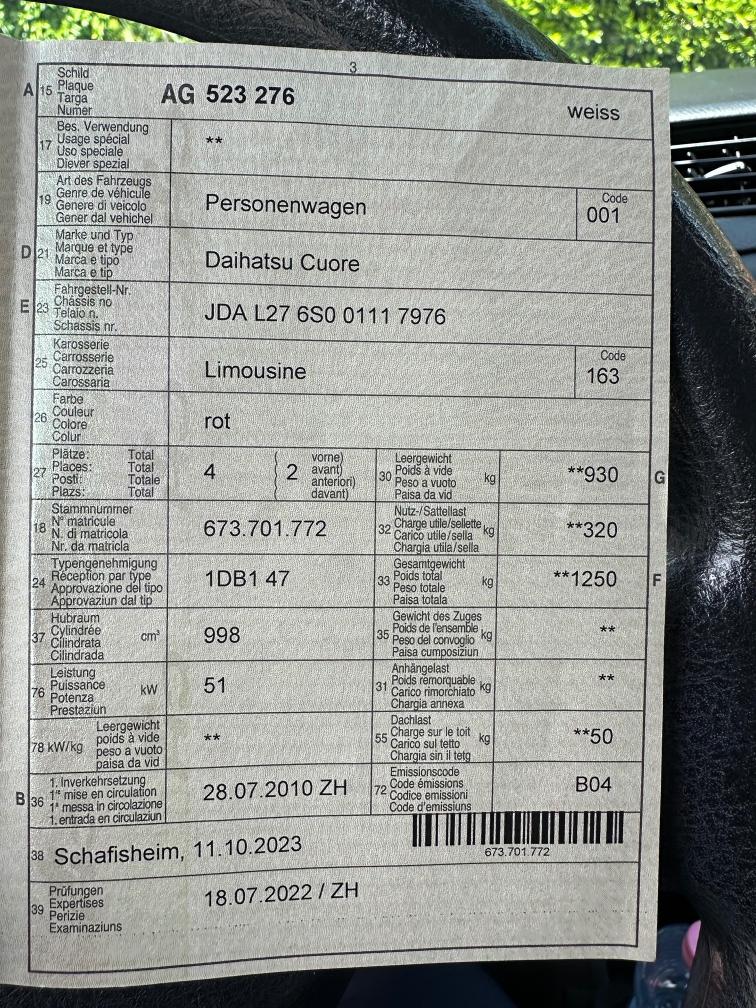 3
A 15 Schild
Plaque
Targa
Numer
AG 523 276
weiss
17 Bes. Verwendung
Usage spécial
Uso speciale
Diever spezial
**
19 Art des Fahrzeugs
Genre de véhicule
Genere di veicolo
Gener dal vehichel
Personenwagen
Code
001
D 21 Marke und Typ
Marque et type
Marca e tipo
Marca e tip
Daihatsu Cuore
E 23 Fahrgestell-Nr.
Châssis no
Telaio n.
Schassis nr.
JDA L27 6S0 0111 7976
25 Karosserie
Carrosserie
Carrozzeria
Carossaria
Limousine
Code
163
26 Farbe
Couleur
Colore
Colur
rot
27 Plätze: Total
Places: Total
Posti: Totale
Plazs: Total
4
( 2 vorne)
( avant)
( anteriori)
( davant)
30 Leergewicht
Poids à vide kg
Peso a vuoto
Paisa da vid
**930
G
18 Stammnummer
N° matricule
N. di matricola
Nr. da matricla
673.701.772
32 Nutz-/Sattellast
Charge utile/sellette kg
Carico utile/sella
Chargia utila/sella
**320
24 Typengenehmigung
Réception par type
Approvazione del tipo
Approvaziun dal tip
1DB1 47
33 Gesamtgewicht
Poids total kg
Peso totale
Paisa totala
**1250
F
37 Hubraum
Cylindrée cm³
Cilindrata
Cilindrada
998
35 Gewicht des Zuges
Poids de l'ensemble kg
Peso del convoglio
Paisa cumposiziun
**
76 Leistung
Puissance kW
Potenza
Prestaziun
51
31 Anhängelast
Poids remorquable kg
Carico rimorchiato
Chargia annexa
**
78 kW/kg Leergewicht
poids à vide
peso a vuoto
paisa da vid
**
55 Dachlast
Charge sur le toit kg
Carico sul tetto
Chargia sin il tetg
**50
B 36 1. Inverkehrsetzung
1re mise en circulation
1a messa in circolazione
1. entrada en circulaziun
28.07.2010 ZH
72 Emissionscode
Code émissions
Codice emissioni
Code d'emissiuns
B04
38 Schafisheim, 11.10.2023
673.701.772
39 Prüfungen
Expertises
Perizie
Examinaziuns
18.07.2022 / ZH